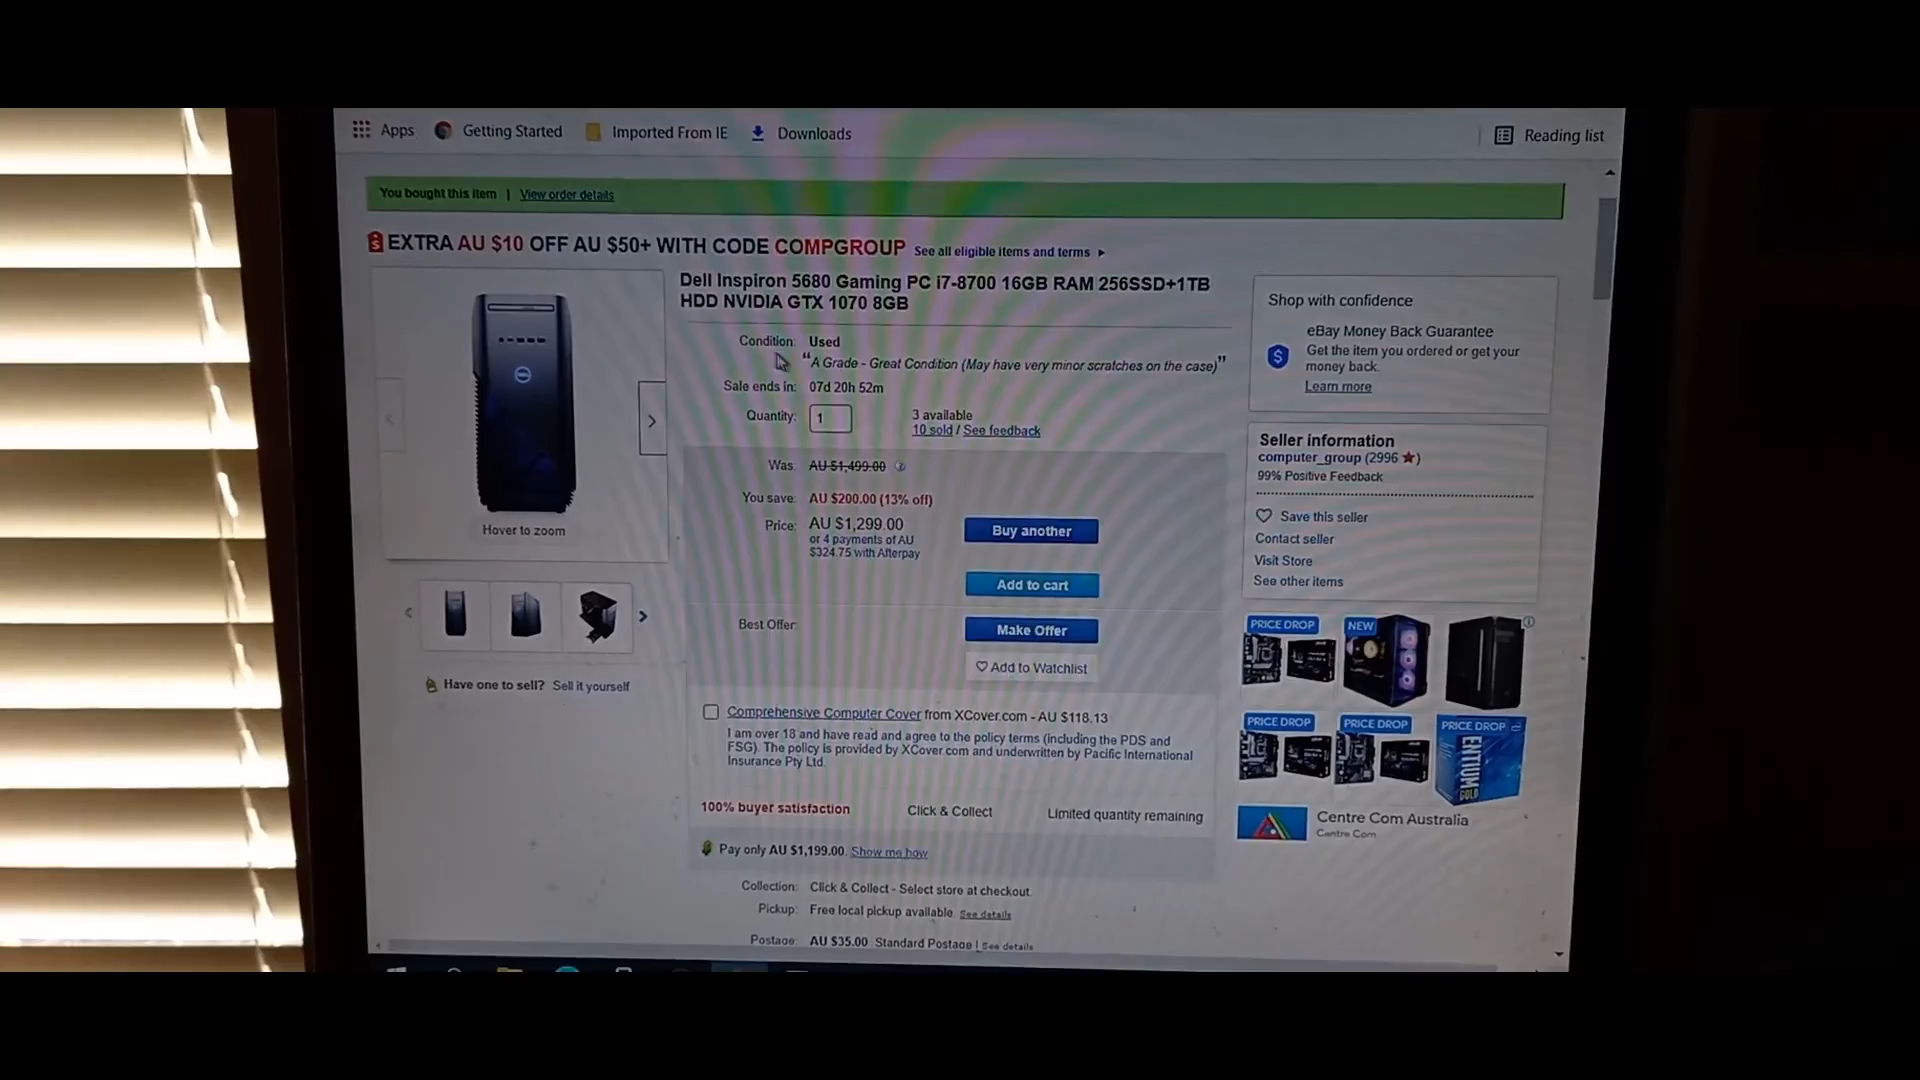 Apps Getting Started Imported From IE Downloads Reading list
You bought this item | View order details
EXTRA AU $10 OFF AU $50+ WITH CODE COMPGROUP See all eligible items and terms ►
Dell Inspiron 5680 Gaming PC i7-8700 16GB RAM 256SSD+1TB
HDD NVIDIA GTX 1070 8GB
Condition: Used
“A Grade - Great Condition (May have very minor scratches on the case)”
Sale ends in: 07d 20h 52m
Quantity: 1
3 available
10 sold / See feedback
Was: AU $1,499.00
You save: AU $200.00 (13% off)
Price: AU $1,299.00
or 4 payments of AU
$324.75 with Afterpay
Buy another
Add to cart
Best Offer:
Make Offer
Add to Watchlist
Hover to zoom
Have one to sell? Sell it yourself
Comprehensive Computer Cover from XCover.com - AU $118.13
I am over 18 and have read and agree to the policy terms (including the PDS and
FSG). The policy is provided by XCover.com and underwritten by Pacific International
Insurance Pty Ltd.
100% buyer satisfaction Click & Collect Limited quantity remaining
Pay only AU $1,199.00. Show me how
Collection: Click & Collect - Select store at checkout.
Pickup: Free local pickup available See details
Postage: AU $35.00 Standard Postage | See details
Shop with confidence
eBay Money Back Guarantee
Get the item you ordered or get your
money back.
Learn more
Seller information
computer_group (2996 ★)
99% Positive Feedback
Save this seller
Contact seller
Visit Store
See other items
PRICE DROP NEW
PRICE DROP PRICE DROP PRICE DROP
ENTIUM
GOLD
Centre Com Australia
Centre Com